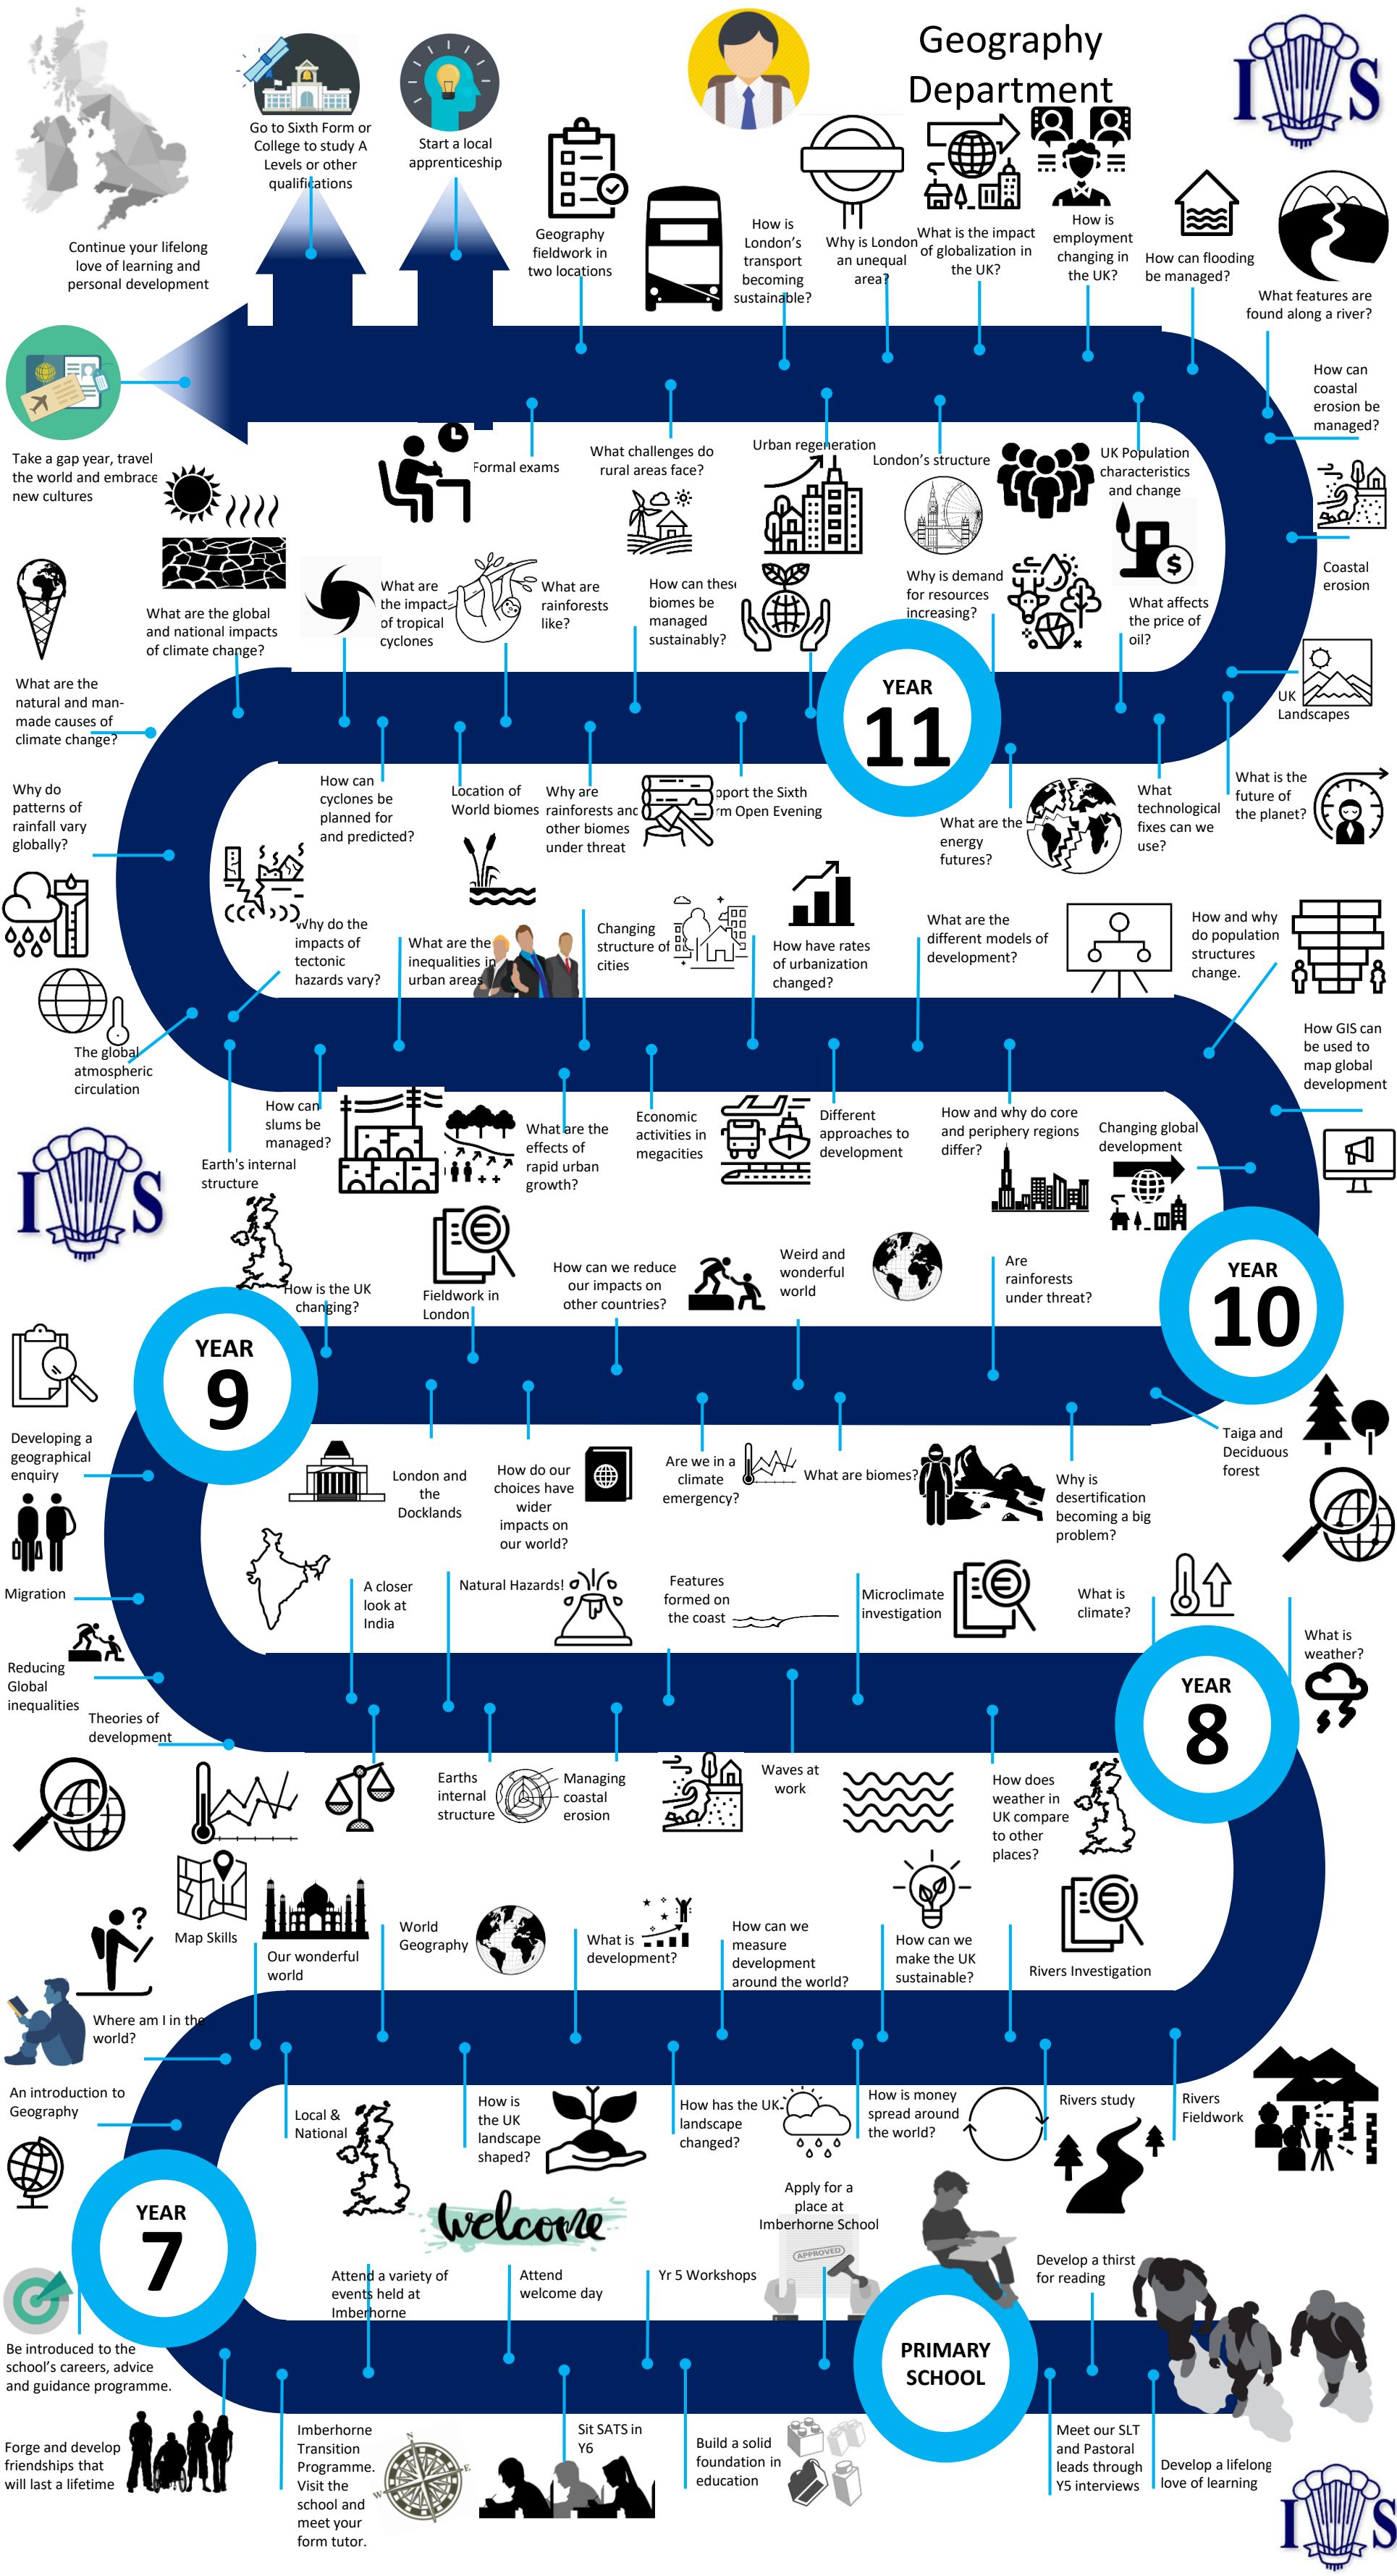 Geography
Department
I S
Go to Sixth Form or
College to study A
Levels or other
qualifications
Start a local
apprenticeship
Continue your lifelong
love of learning and
personal development
Geography
fieldwork in
two locations
How is
London's
transport
becoming
sustainable?
Why is London
an unequal
area?
What is the impact
of globalization in
the UK?
How is
employment
changing in
the UK?
How can flooding
be managed?
What features are
found along a river?
How can
coastal
erosion be
managed?
Take a gap year, travel
the world and embrace
new cultures
Formal exams
What challenges do
rural areas face?
Urban regeneration
London's structure
UK Population
characteristics
and change
Coastal
erosion
What are the global
and national impacts
of climate change?
What are
the impact
of tropical
cyclones
What are
rainforests
like?
How can these
biomes be
managed
sustainably?
Why is demand
for resources
increasing?
$
What affects
the price of
oil?
UK
Landscapes
What are the
natural and man-
made causes of
climate change?
YEAR
11
Why do
patterns of
rainfall vary
globally?
How can
cyclones be
planned for
and predicted?
Location of
World biomes
Why are
rainforests and
other biomes
under threat
pport the Sixth
rm Open Evening
What are the
energy
futures?
What
technological
fixes can we
use?
What is the
future of
the planet?
Why do the
impacts of
tectonic
hazards vary?
What are the
inequalities in
urban areas
Changing
structure of
cities
How have rates
of urbanization
changed?
What are the
different models of
development?
How and why
do population
structures
change.
The global
atmospheric
circulation
How GIS can
be used to
map global
development
How can
slums be
managed?
Earth's internal
structure
What are the
effects of
rapid urban
growth?
Economic
activities in
megacities
Different
approaches to
development
How and why do core
and periphery regions
differ?
Changing global
development
I S
YEAR
10
How is the UK
changing?
Fieldwork in
London
How can we reduce
our impacts on
other countries?
Weird and
wonderful
world
Are
rainforests
under threat?
YEAR
9
Developing a
geographical
enquiry
London and
the
Docklands
How do our
choices have
wider
impacts on
our world?
Are we in a
climate
emergency?
What are biomes?
Why is
desertification
becoming a big
problem?
Taiga and
Deciduous
forest
Migration
A closer
look at
India
Natural Hazards!
Features
formed on
the coast
Microclimate
investigation
What is
climate?
What is
weather?
Reducing
Global
inequalities
Theories of
development
YEAR
8
Earths
internal
structure
Managing
coastal
erosion
Waves at
work
How does
weather in
UK compare
to other
places?
Map Skills
Our wonderful
world
World
Geography
What is
development?
How can we
measure
development
around the world?
How can we
make the UK
sustainable?
Rivers Investigation
?
Where am I in the
world?
An introduction to
Geography
Local &
National
How is
the UK
landscape
shaped?
How has the UK
landscape
changed?
How is money
spread around
the world?
Rivers study
Rivers
Fieldwork
YEAR
7
welcome
Apply for a
place at
Imberhorne School
APPROVED
Attend a variety of
events held at
Imberhorne
Attend
welcome day
Yr 5 Workshops
Develop a thirst
for reading
PRIMARY
SCHOOL
Be introduced to the
school's careers, advice
and guidance programme.
Forge and develop
friendships that
will last a lifetime
Imberhorne
Transition
Programme.
Visit the
school and
meet your
form tutor.
W
E
Sit SATS in
Y6
Build a solid
foundation in
education
Meet our SLT
and Pastoral
leads through
Y5 interviews
Develop a lifelong
love of learning
I S